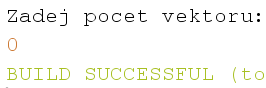 Zadej pocet vektoru:
0
BUILD SUCCESSFUL (to